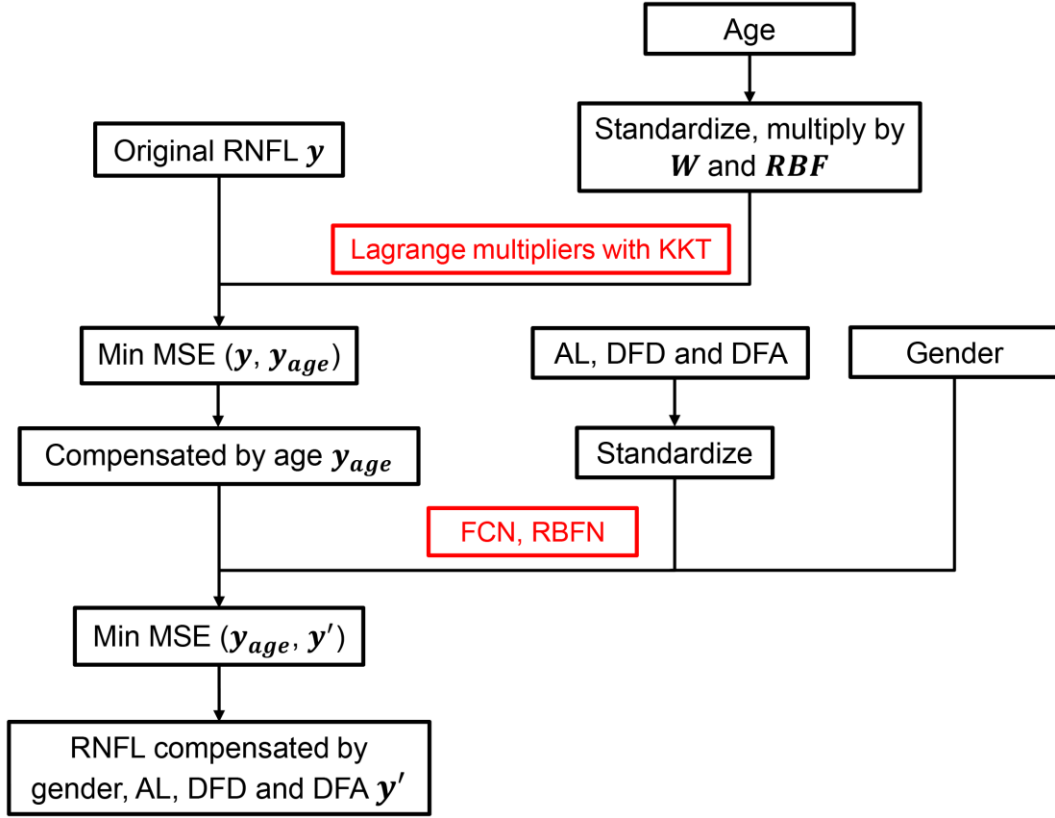 Age
Standardize, multiply by
W and RBF
Original RNFL y
Lagrange multipliers with KKT
Min MSE (y, y_age)
AL, DFD and DFA
Gender
Compensated by age y_age
Standardize
FCN, RBFN
Min MSE (y_age, y')
RNFL compensated by
gender, AL, DFD and DFA y'